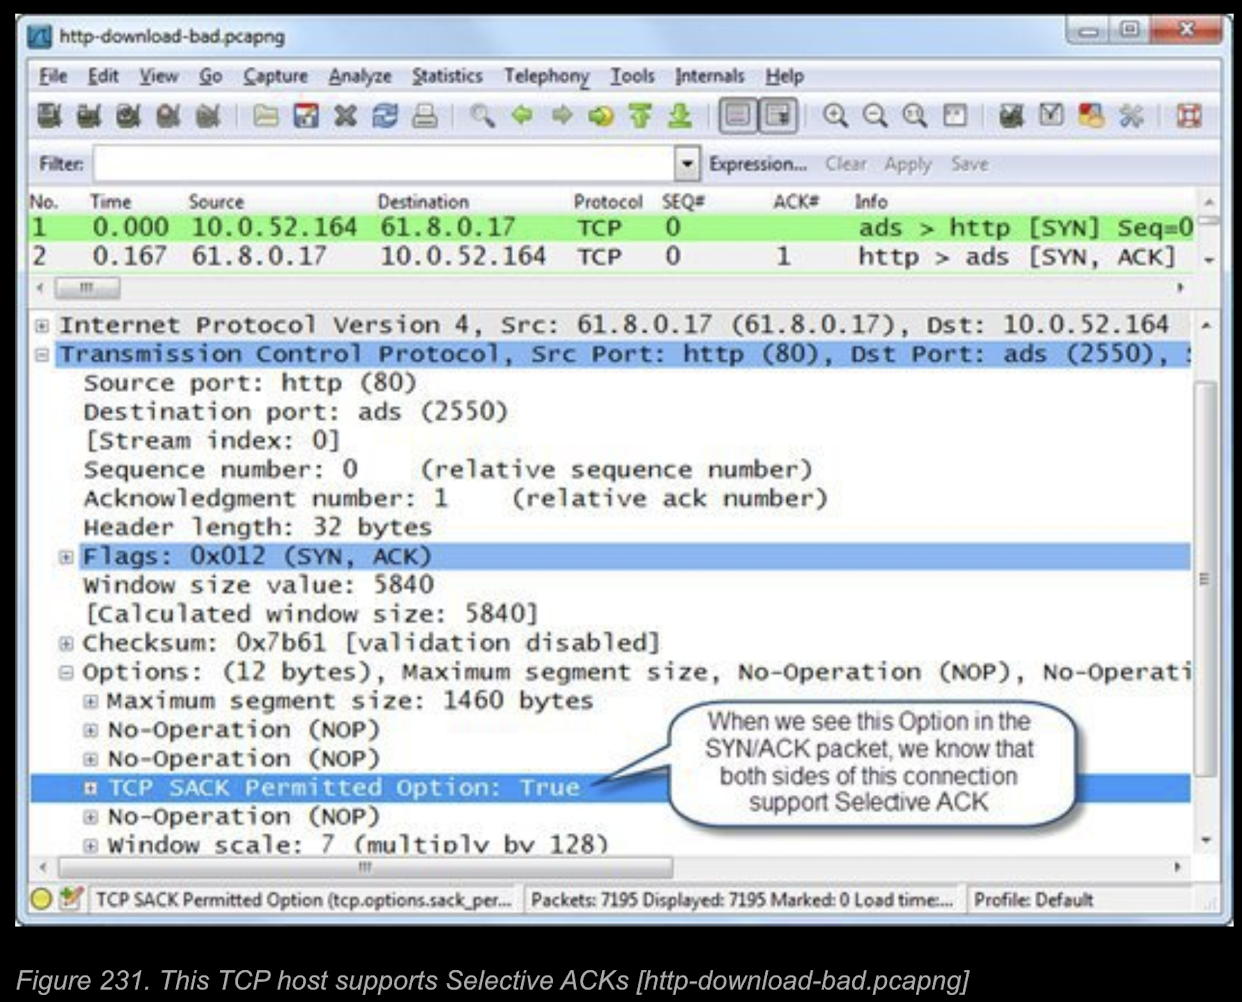 http-download-bad.pcapng
File Edit View Go Capture Analyze Statistics Telephony Tools Internals Help
Filter: Expression... Clear Apply Save
No. Time Source Destination Protocol SEQ# ACK# Info
1 0.000 10.0.52.164 61.8.0.17 TCP 0 ads > http [SYN] Seq=0
2 0.167 61.8.0.17 10.0.52.164 TCP 0 1 http > ads [SYN, ACK]
Internet Protocol Version 4, Src: 61.8.0.17 (61.8.0.17), Dst: 10.0.52.164
Transmission Control Protocol, Src Port: http (80), Dst Port: ads (2550),
Source port: http (80)
Destination port: ads (2550)
[Stream index: 0]
Sequence number: 0 (relative sequence number)
Acknowledgment number: 1 (relative ack number)
Header length: 32 bytes
Flags: 0x012 (SYN, ACK)
Window size value: 5840
[Calculated window size: 5840]
Checksum: 0x7b61 [validation disabled]
Options: (12 bytes), Maximum segment size, No-Operation (NOP), No-Operati
Maximum segment size: 1460 bytes
No-Operation (NOP)
No-Operation (NOP)
TCP SACK Permitted Option: True
No-Operation (NOP)
Window scale: 7 (multiply by 128)
When we see this Option in the
SYN/ACK packet, we know that
both sides of this connection
support Selective ACK
TCP SACK Permitted Option (tcp.options.sack_per... Packets: 7195 Displayed: 7195 Marked: 0 Load time:... Profile: Default
Figure 231. This TCP host supports Selective ACKs [http-download-bad.pcapng]